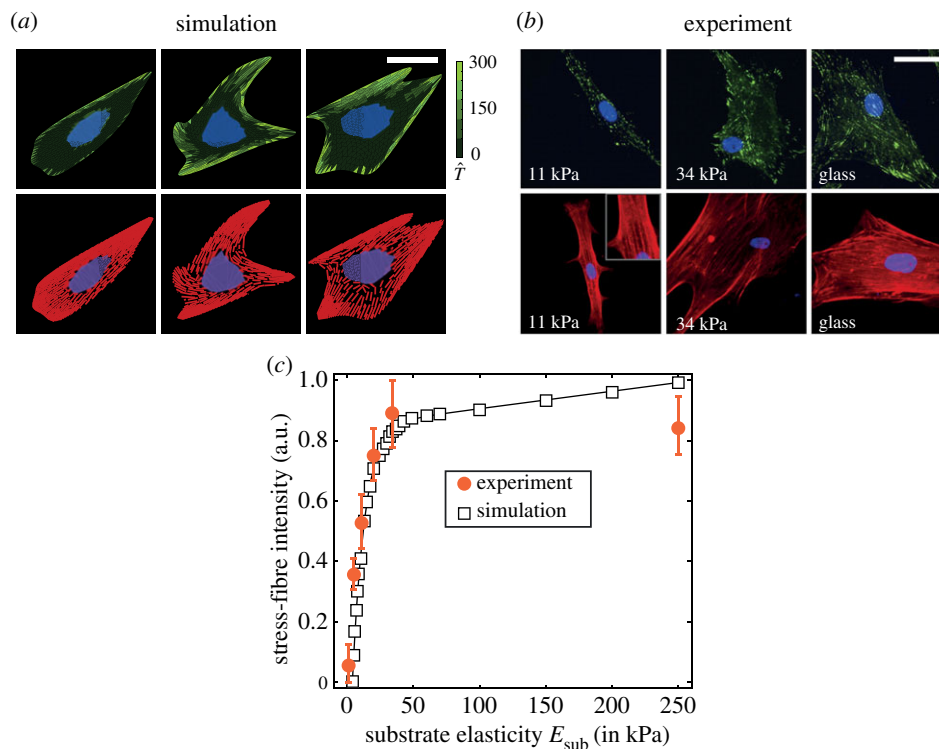 (a) simulation
300
150
0
T̂
(b) experiment
11 kPa
34 kPa
glass
11 kPa
34 kPa
glass
(c)
1.0
0.8
0.6
0.4
0.2
0
stress-fibre intensity (a.u.)
experiment
simulation
0 50 100 150 200 250
substrate elasticity E_sub (in kPa)